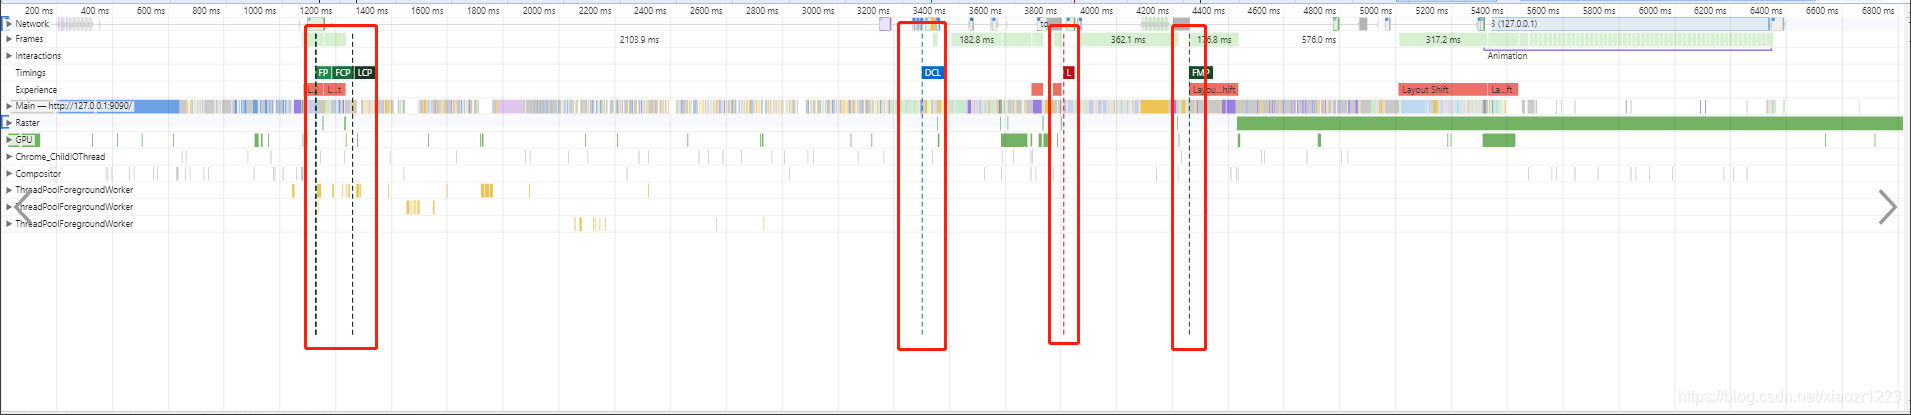 200 ms 400 ms 600 ms 800 ms 1000 ms 1200 ms 1400 ms 1600 ms 1800 ms 2000 ms 2200 ms 2400 ms 2600 ms 2800 ms 3000 ms 3200 ms 3400 ms 3600 ms 3800 ms 4000 ms 4200 ms 4400 ms 4600 ms 4800 ms 5000 ms 5200 ms 5400 ms 5600 ms 5800 ms 6000 ms 6200 ms 6400 ms 6600 ms 6800 ms
Network (127.0.0.1)
Frames 2103.9 ms 182.8 ms 362.1 ms 176.8 ms 576.0 ms 317.2 ms
Interactions Animation
Timings FP FCP LCP DCL L FMP
Experience L... L...t Layou...hift Layout Shift La...ft
Main — http://127.0.0.1:9090/
Raster
GPU
Chrome_ChildIOThread
Compositor
ThreadPoolForegroundWorker
ThreadPoolForegroundWorker
ThreadPoolForegroundWorker
https://blog.csdn.net/xiaozr1223